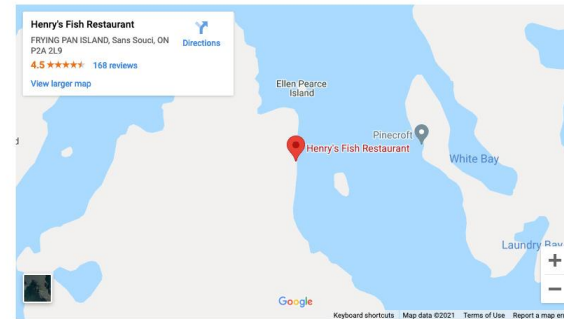 Henry's Fish Restaurant
FRYING PAN ISLAND, Sans Souci, ON
P2A 2L9
Directions
4.5 168 reviews
View larger map
Ellen Pearce
Island
Pinecroft
Henry's Fish Restaurant
White Bay
Laundry Bay
+
−
Google
Keyboard shortcuts Map data ©2021 Terms of Use Report a map